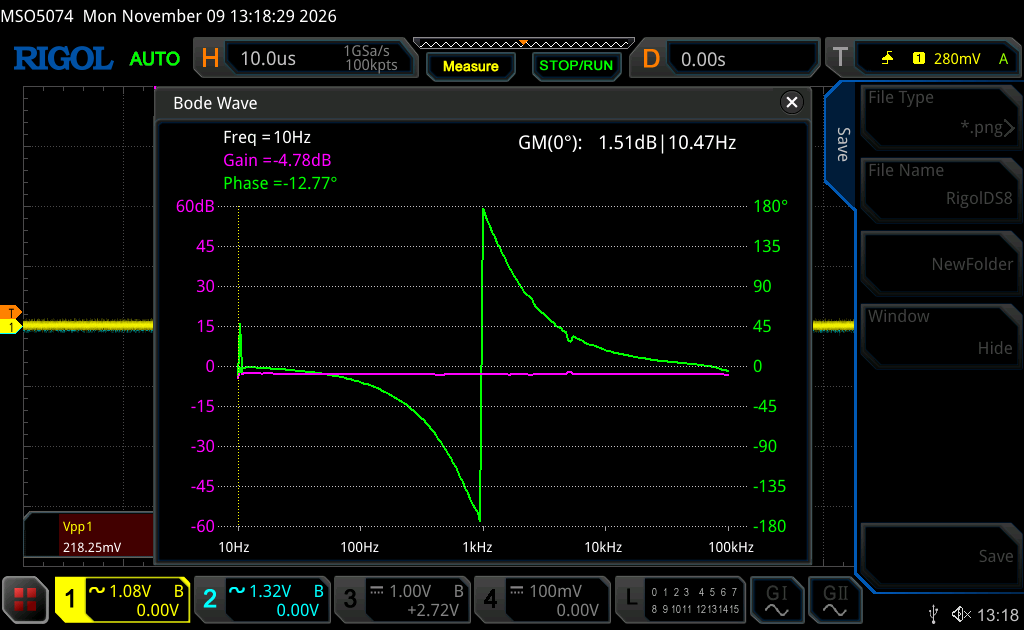 MSO5074 Mon November 09 13:18:29 2026
RIGOL AUTO H 10.0us 1GSa/s 100kpts Measure STOP/RUN D 0.00s T 1 280mV A
Bode Wave
Freq =10Hz
Gain =-4.78dB
Phase =-12.77°
GM(0°): 1.51dB|10.47Hz
60dB 180°
45 135
30 90
15 45
0 0
-15 -45
-30 -90
-45 -135
-60 -180
10Hz 100Hz 1kHz 10kHz 100kHz
T
1
Vpp1
218.25mV
Save
File Type
*.png
File Name
RigolDS8
NewFolder
Window
Hide
Save
1 1.08V B 0.00V
2 1.32V B 0.00V
3 1.00V B +2.72V
4 100mV 0.00V
L 0 1 2 3 4 5 6 7
8 9 10 11 12 13 14 15
GI
GII
13:18